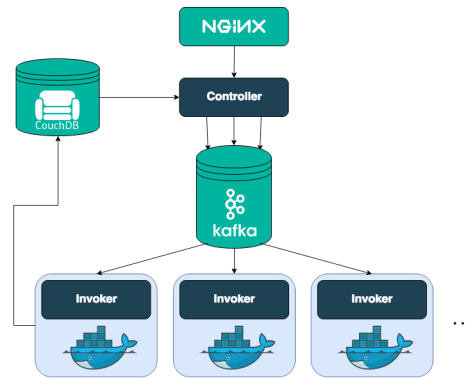 NGINX
Controller
CouchDB
kafka
Invoker
Invoker
Invoker
..